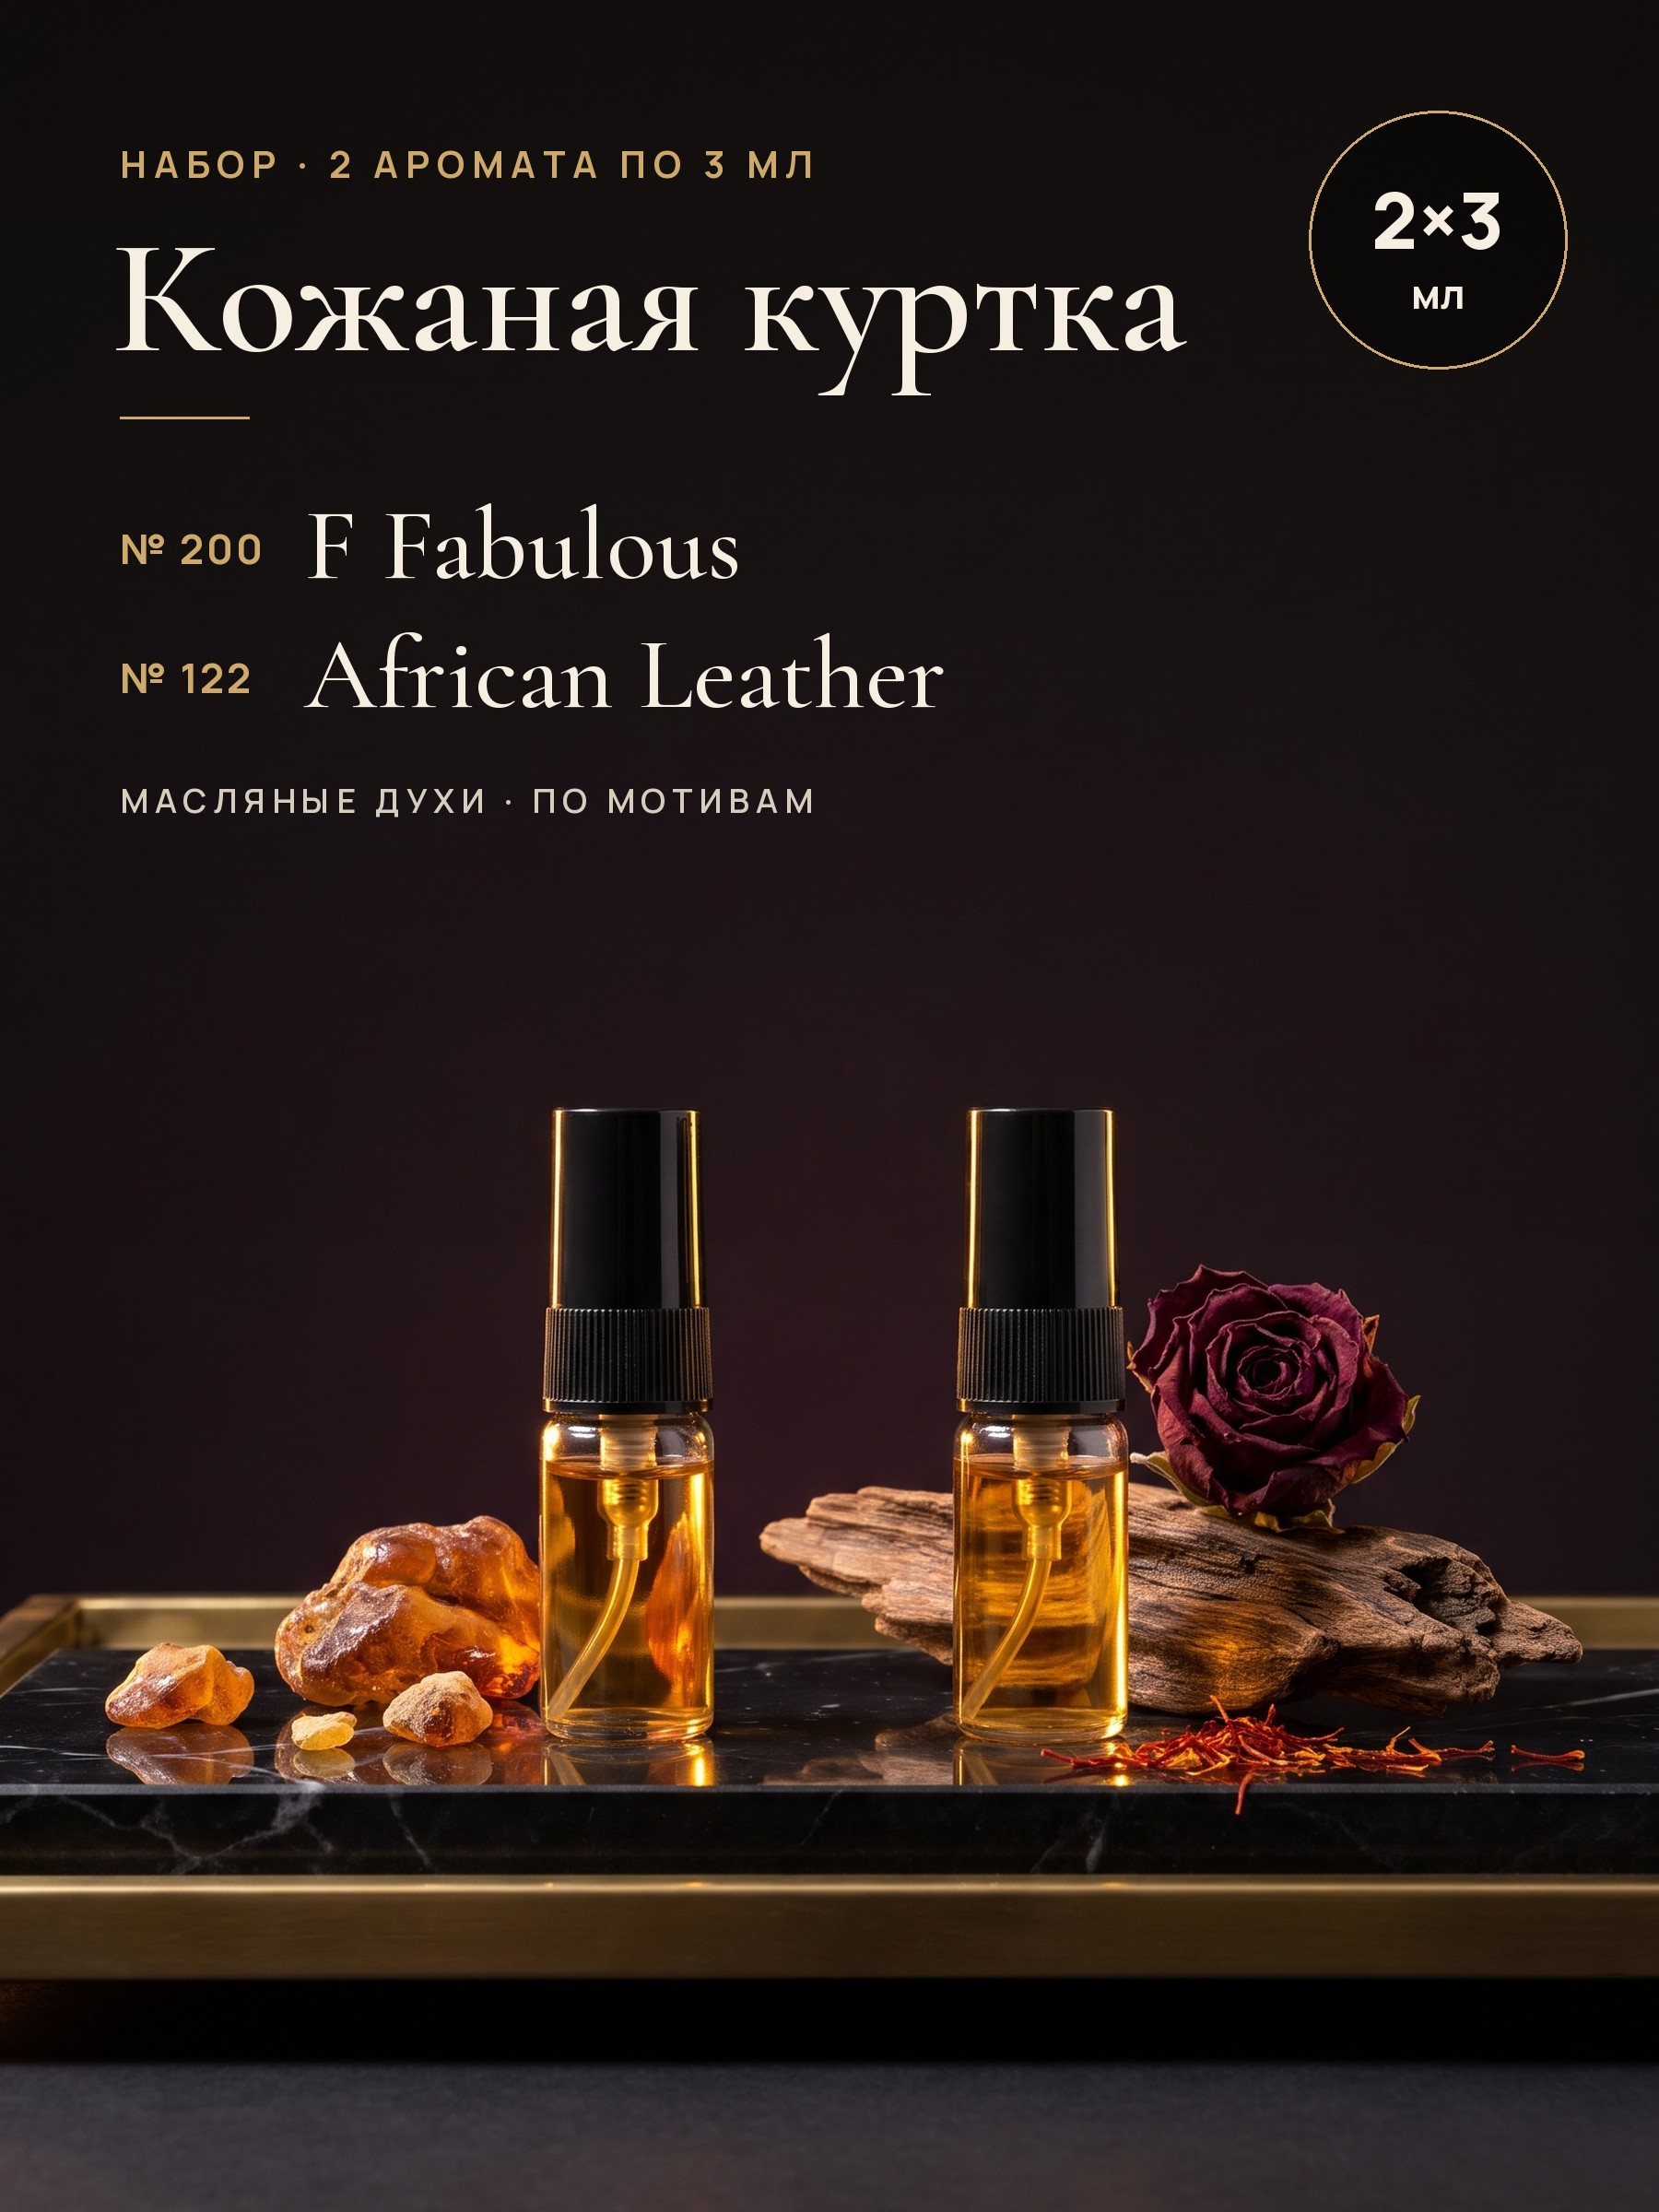 НАБОР · 2 АРОМАТА ПО 3 МЛ
Кожаная куртка
2×3
мл
№ 200 F Fabulous
№ 122 African Leather
МАСЛЯНЫЕ ДУХИ · ПО МОТИВАМ